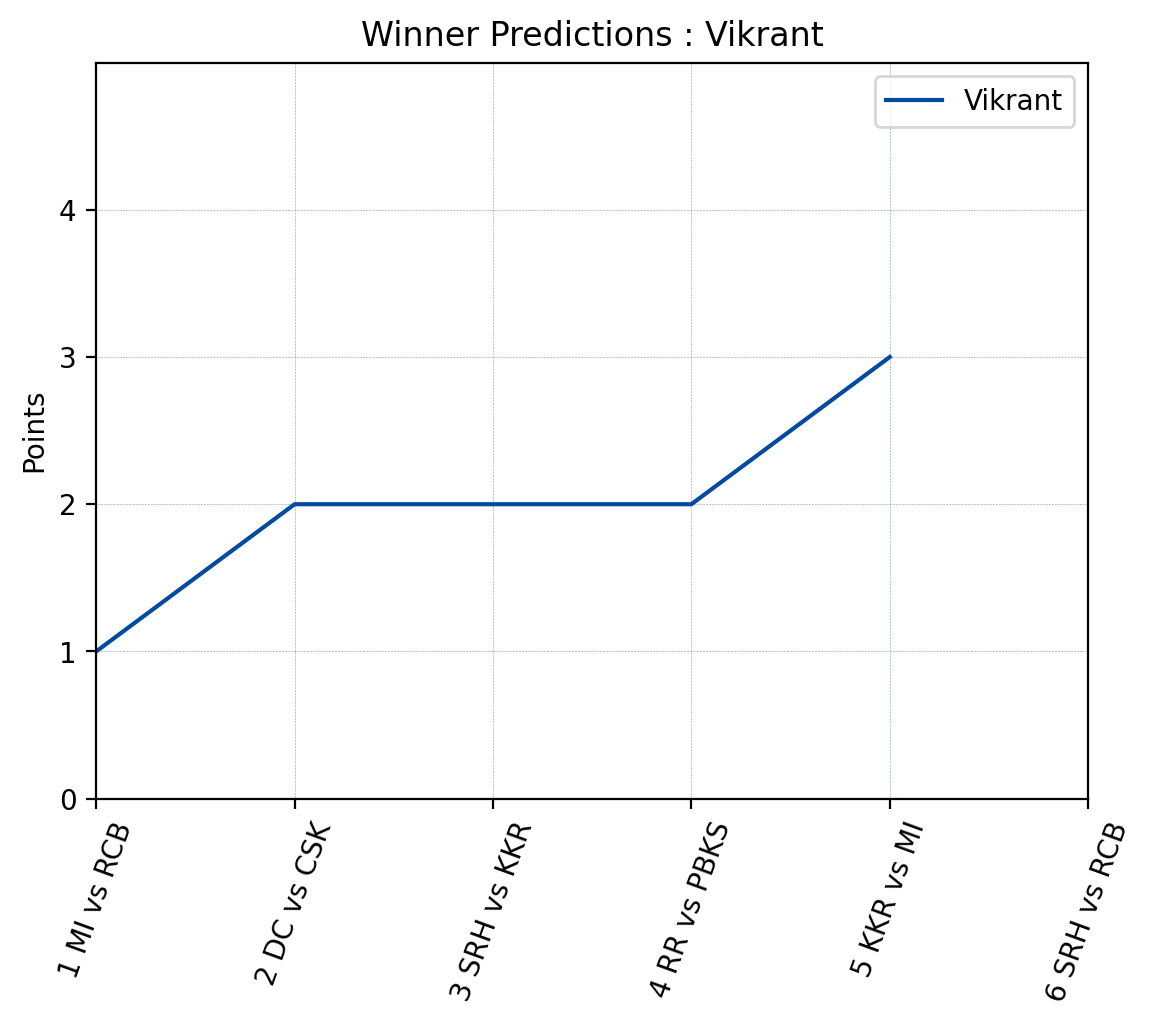 Winner Predictions : Vikrant
Vikrant
4
3
2
1
0
Points
1 MI vs RCB
2 DC vs CSK
3 SRH vs KKR
4 RR vs PBKS
5 KKR vs MI
6 SRH vs RCB